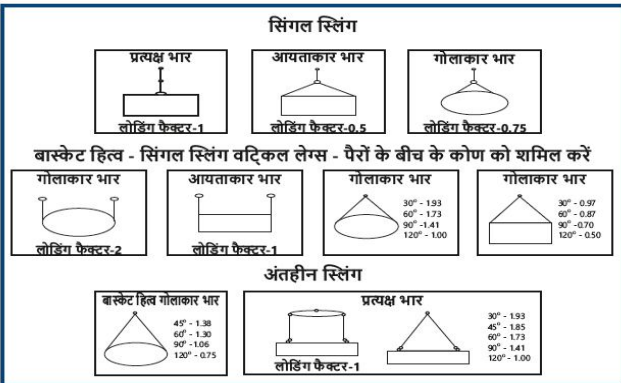 सिंगल स्लिंग
प्रत्यक्ष भार
लोडिंग फैक्टर-1
आयताकार भार
लोडिंग फैक्टर-0.5
गोलाकार भार
लोडिंग फैक्टर-0.75
बास्केट हित्व - सिंगल स्लिंग वट्किल लेग्स - पैरों के बीच के कोण को शमिल करें
गोलाकार भार
लोडिंग फैक्टर-2
आयताकार भार
लोडिंग फैक्टर-1
गोलाकार भार
30° - 1.93
60° - 1.73
90° -1.41
120° - 1.00
गोलाकार भार
30° - 0.97
60° - 0.87
90° -0.70
120° - 0.50
अंतहीन स्लिंग
बास्केट हित्व गोलाकार भार
45° - 1.38
60° - 1.30
90° -1.06
120° - 0.75
प्रत्यक्ष भार
लोडिंग फैक्टर-1
30° - 1.93
45° - 1.85
60° - 1.73
90° - 1.41
120° - 1.00